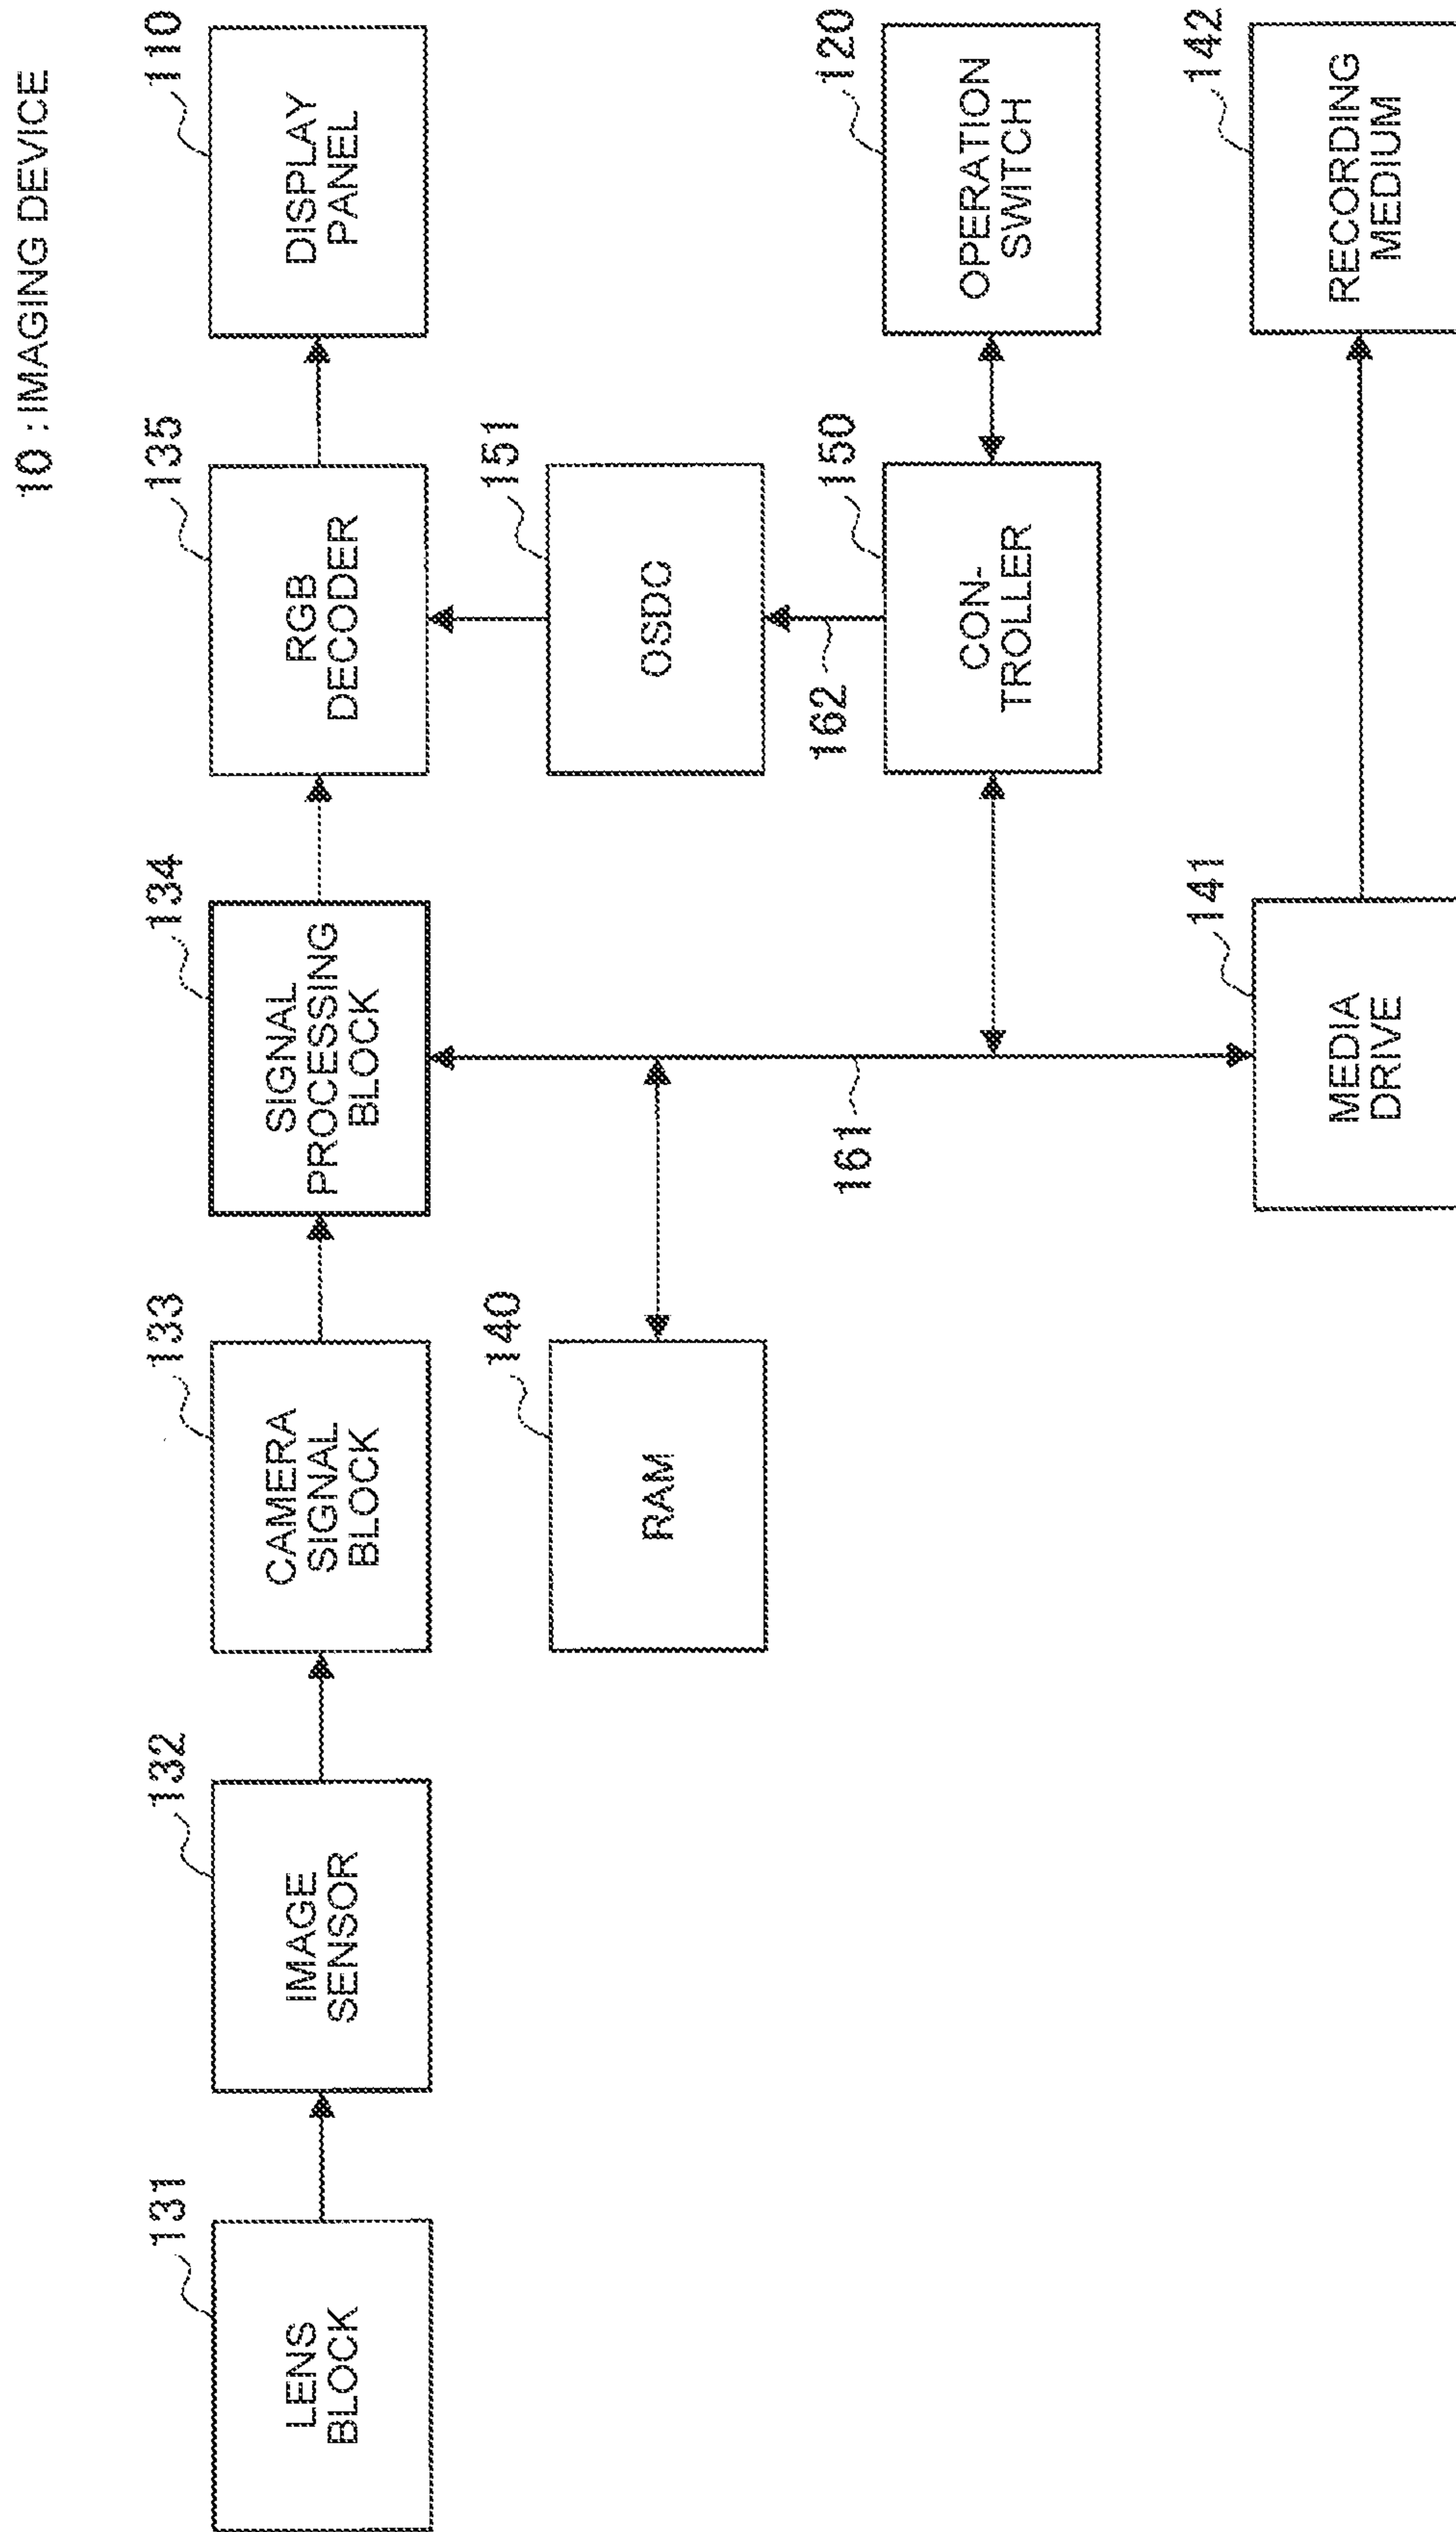 10 : IMAGING DEVICE
131
132
133
134
135
110
LENS
BLOCK
IMAGE
SENSOR
CAMERA
SIGNAL
BLOCK
SIGNAL
PROCESSING
BLOCK
RGB
DECODER
DISPLAY
PANEL
140
151
RAM
OSDC
161
162
150
120
CON-
TROLLER
OPERATION
SWITCH
141
142
MEDIA
DRIVE
RECORDING
MEDIUM